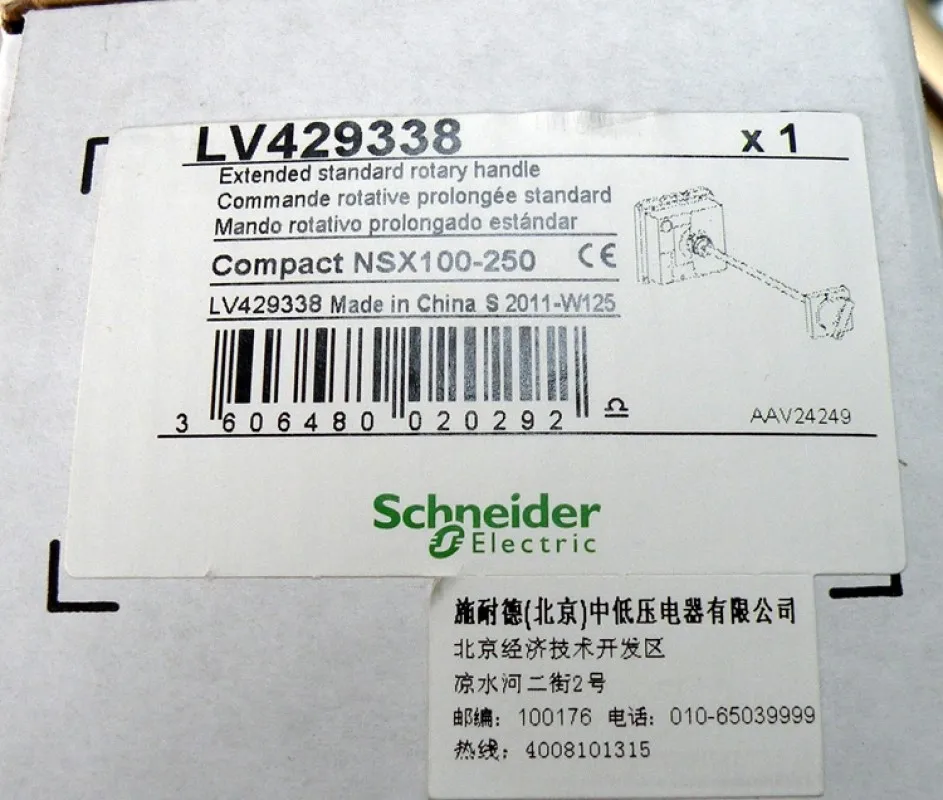 LV429338 x 1
Extended standard rotary handle
Commande rotative prolongée standard
Mando rotativo prolongado estándar
Compact NSX100-250 CE
LV429338 Made in China S 2011-W125
3 606480 020292
AAV24249
Schneider
Electric
施耐德(北京)中低压电器有限公司
北京经济技术开发区
凉水河二街2号
邮编: 100176 电话: 010-65039999
热线: 4008101315